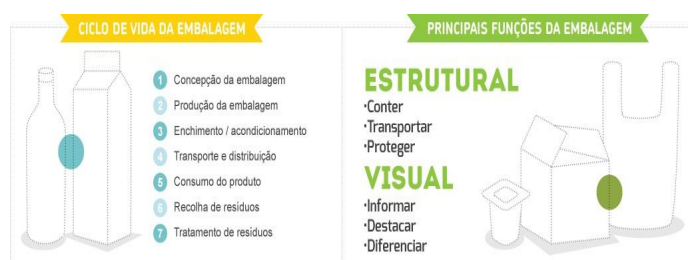 CICLO DE VIDA DA EMBALAGEM
1 Concepção da embalagem
2 Produção da embalagem
3 Enchimento / acondicionamento
4 Transporte e distribuição
5 Consumo do produto
6 Recolha de residuos
7 Tratamento de residuos
PRINCIPAIS FUNÇÕES DA EMBALAGEM
ESTRUTURAL
•Conter
•Transportar
•Proteger
VISUAL
•Informar
•Destacar
•Diferenciar